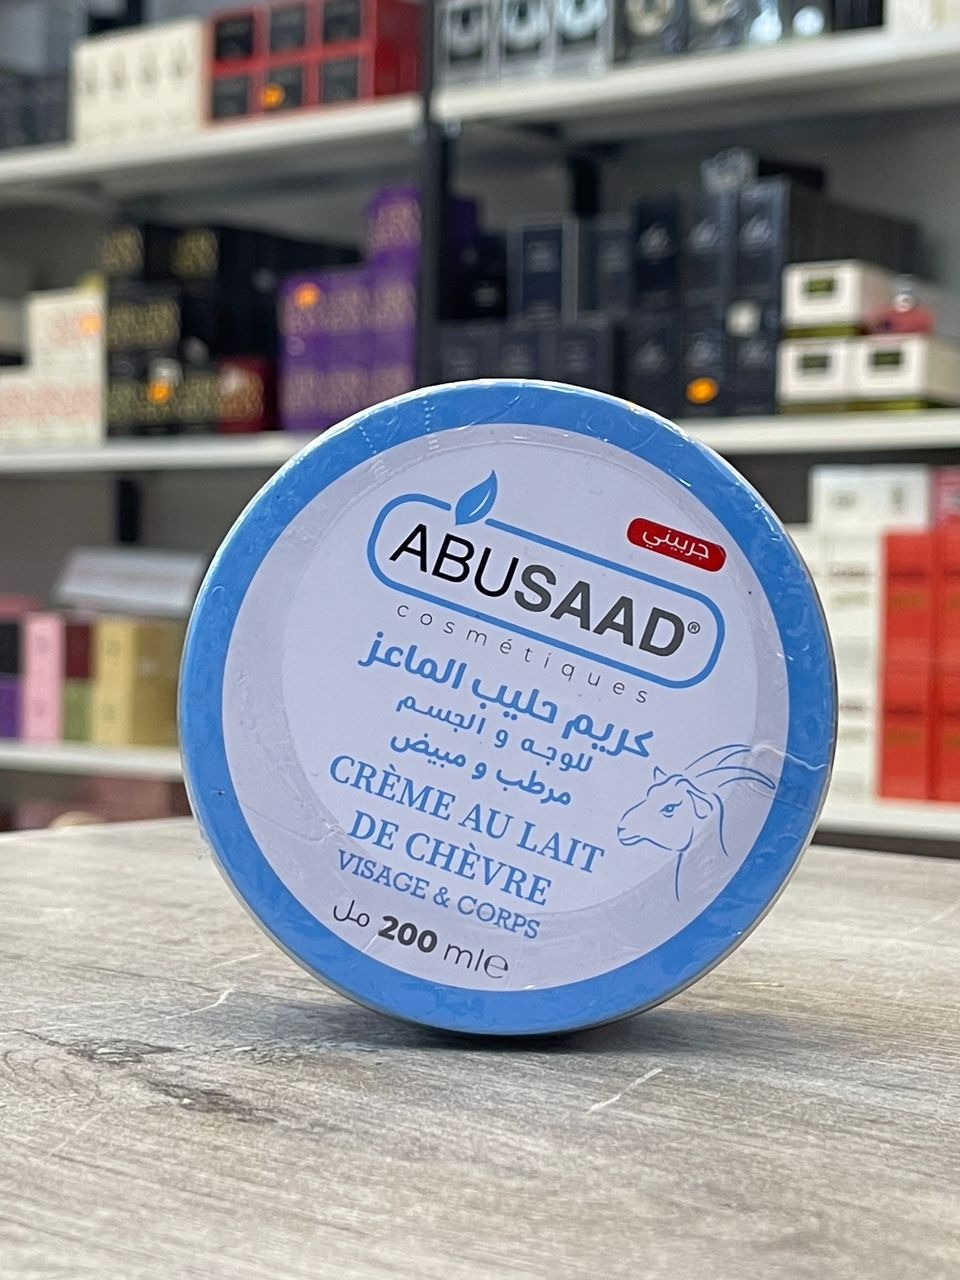 جربيني
ABUSAAD®
cosmétiques
كريم حليب الماعز
للوجه و الجسم
مرطب و مبيض
CRÈME AU LAIT
DE CHÈVRE
VISAGE & CORPS
200 ml℮ مل